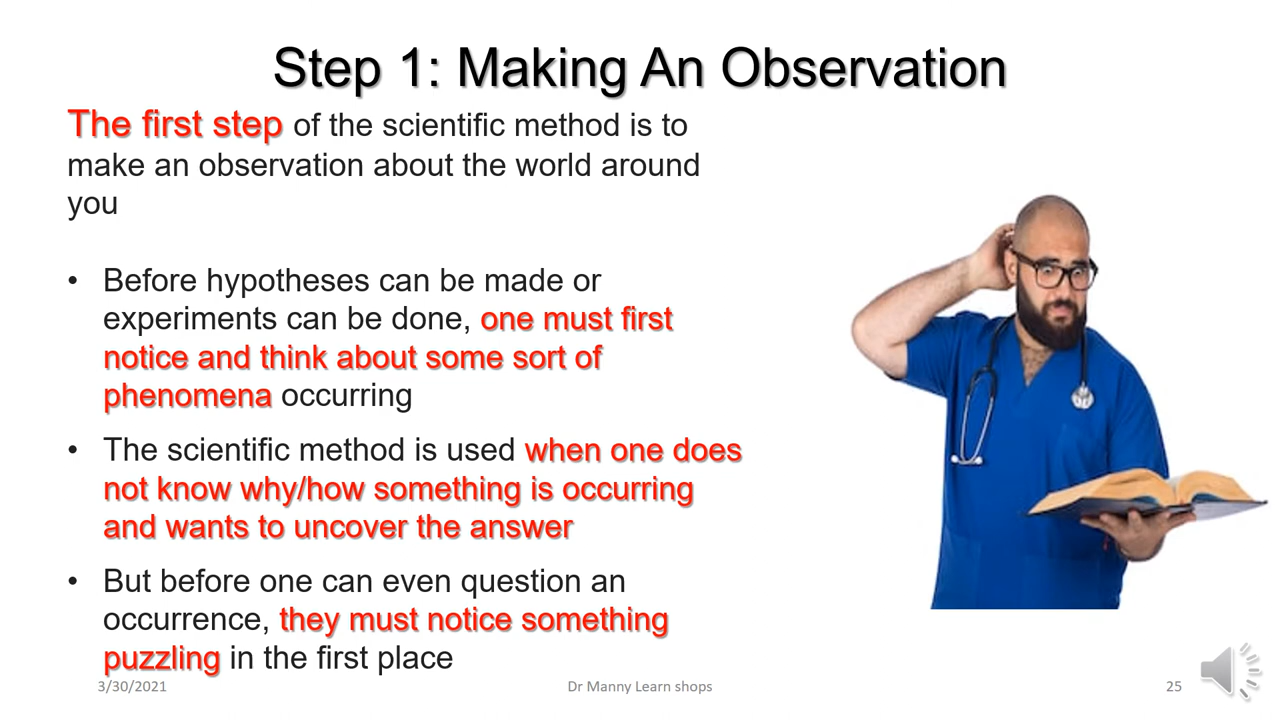 Step 1: Making An Observation
The first step of the scientific method is to
make an observation about the world around
you
• Before hypotheses can be made or
experiments can be done, one must first
notice and think about some sort of
phenomena occurring
• The scientific method is used when one does
not know why/how something is occurring
and wants to uncover the answer
• But before one can even question an
occurrence, they must notice something
puzzling in the first place
3/30/2021
Dr Manny Learn shops
25